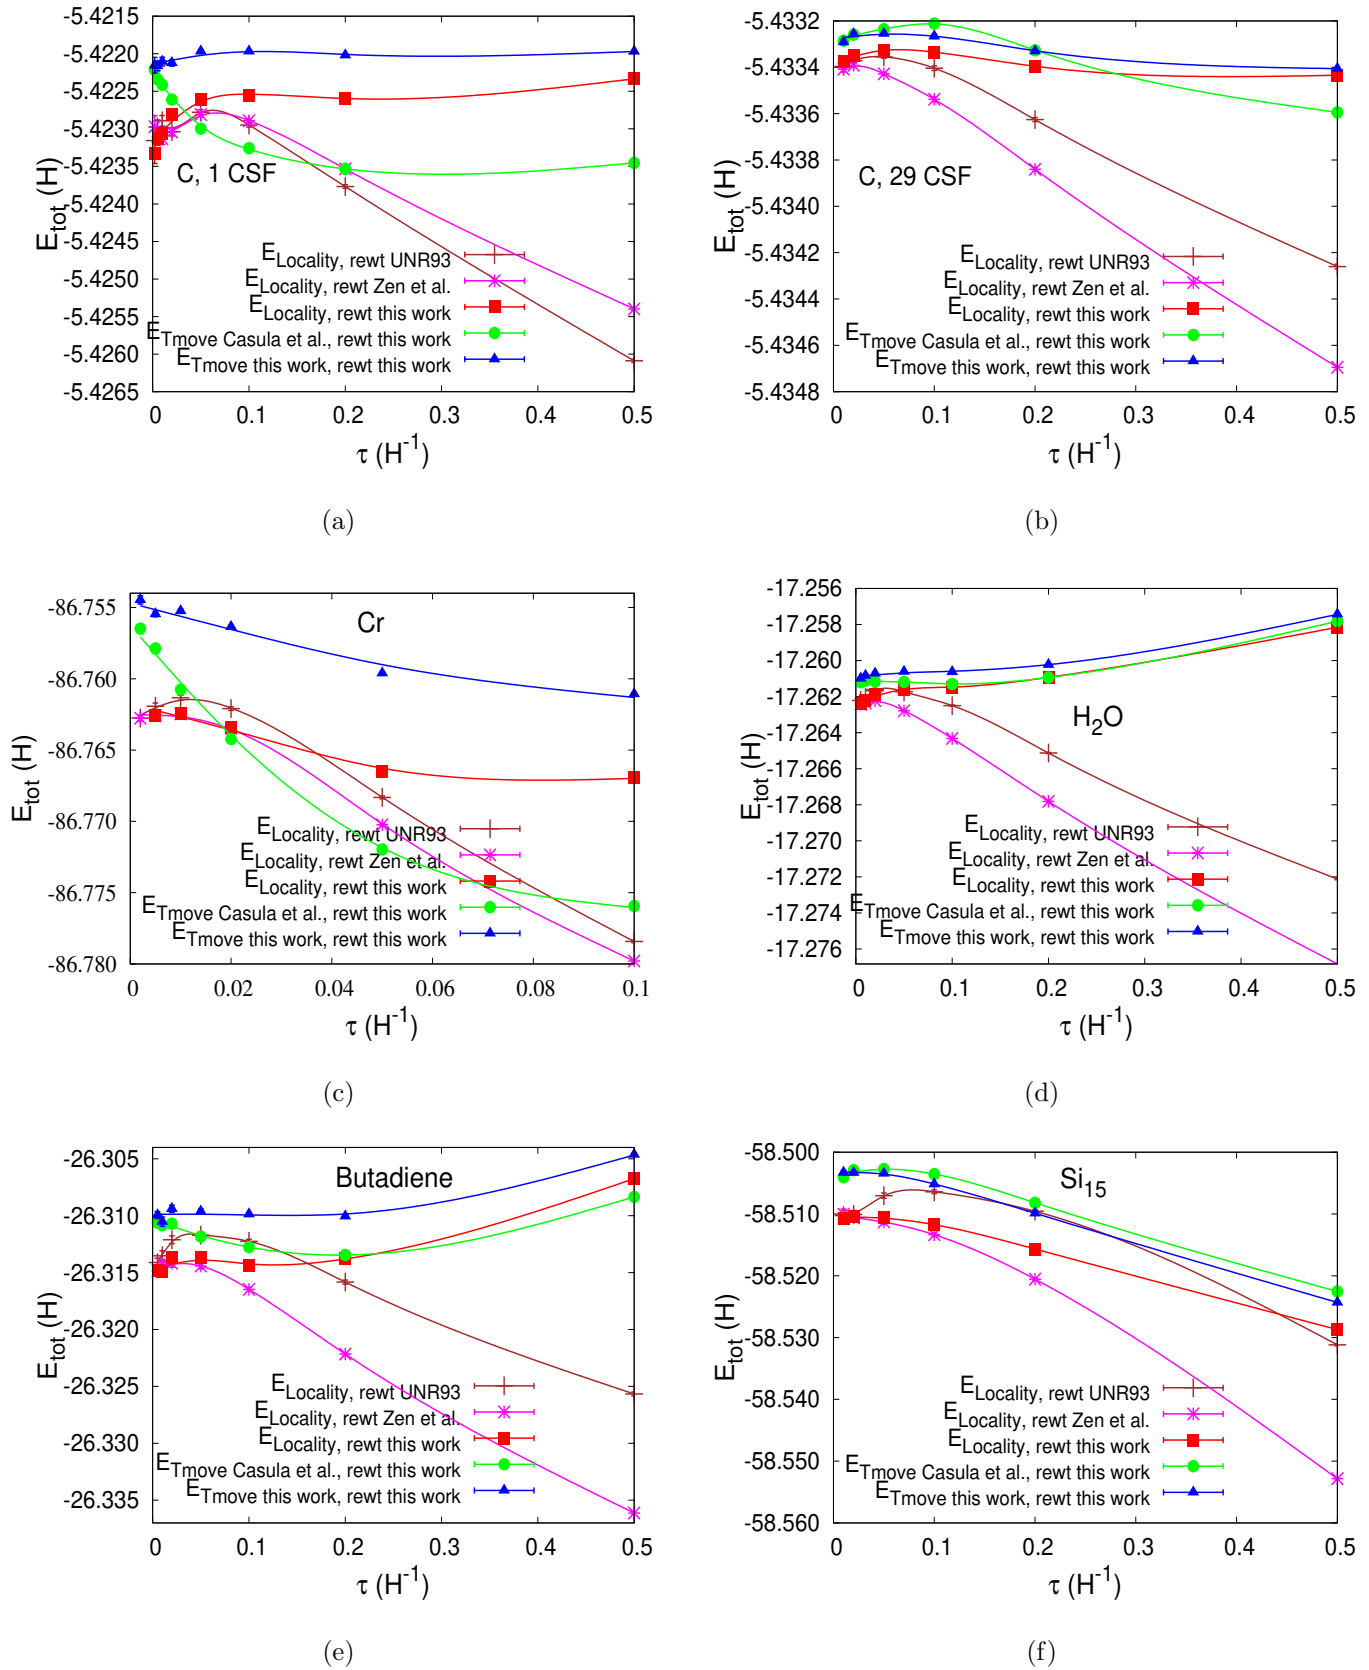 -5.4215
-5.4220
-5.4225
-5.4230
-5.4235
-5.4240
-5.4245
-5.4250
-5.4255
-5.4260
-5.4265
E_tot (H)
C, 1 CSF
E_Locality, rewt UNR93
E_Locality, rewt Zen et al.
E_Locality, rewt this work
E_Tmove Casula et al., rewt this work
E_Tmove this work, rewt this work
0 0.1 0.2 0.3 0.4 0.5
τ (H^-1)
(a)
-5.4332
-5.4334
-5.4336
-5.4338
-5.4340
-5.4342
-5.4344
-5.4346
-5.4348
E_tot (H)
C, 29 CSF
E_Locality, rewt UNR93
E_Locality, rewt Zen et al.
E_Locality, rewt this work
E_Tmove Casula et al., rewt this work
E_Tmove this work, rewt this work
0 0.1 0.2 0.3 0.4 0.5
τ (H^-1)
(b)
-86.755
-86.760
-86.765
-86.770
-86.775
-86.780
E_tot (H)
Cr
E_Locality, rewt UNR93
E_Locality, rewt Zen et al.
E_Locality, rewt this work
E_Tmove Casula et al., rewt this work
E_Tmove this work, rewt this work
0 0.02 0.04 0.06 0.08 0.1
τ (H^-1)
(c)
-17.256
-17.258
-17.260
-17.262
-17.264
-17.266
-17.268
-17.270
-17.272
-17.274
-17.276
E_tot (H)
H₂O
E_Locality, rewt UNR93
E_Locality, rewt Zen et al.
E_Locality, rewt this work
E_Tmove Casula et al., rewt this work
E_Tmove this work, rewt this work
0 0.1 0.2 0.3 0.4 0.5
τ (H^-1)
(d)
-26.305
-26.310
-26.315
-26.320
-26.325
-26.330
-26.335
E_tot (H)
Butadiene
E_Locality, rewt UNR93
E_Locality, rewt Zen et al.
E_Locality, rewt this work
E_Tmove Casula et al., rewt this work
E_Tmove this work, rewt this work
0 0.1 0.2 0.3 0.4 0.5
τ (H^-1)
(e)
-58.500
-58.510
-58.520
-58.530
-58.540
-58.550
-58.560
E_tot (H)
Si₁₅
E_Locality, rewt UNR93
E_Locality, rewt Zen et al.
E_Locality, rewt this work
E_Tmove Casula et al., rewt this work
E_Tmove this work, rewt this work
0 0.1 0.2 0.3 0.4 0.5
τ (H^-1)
(f)